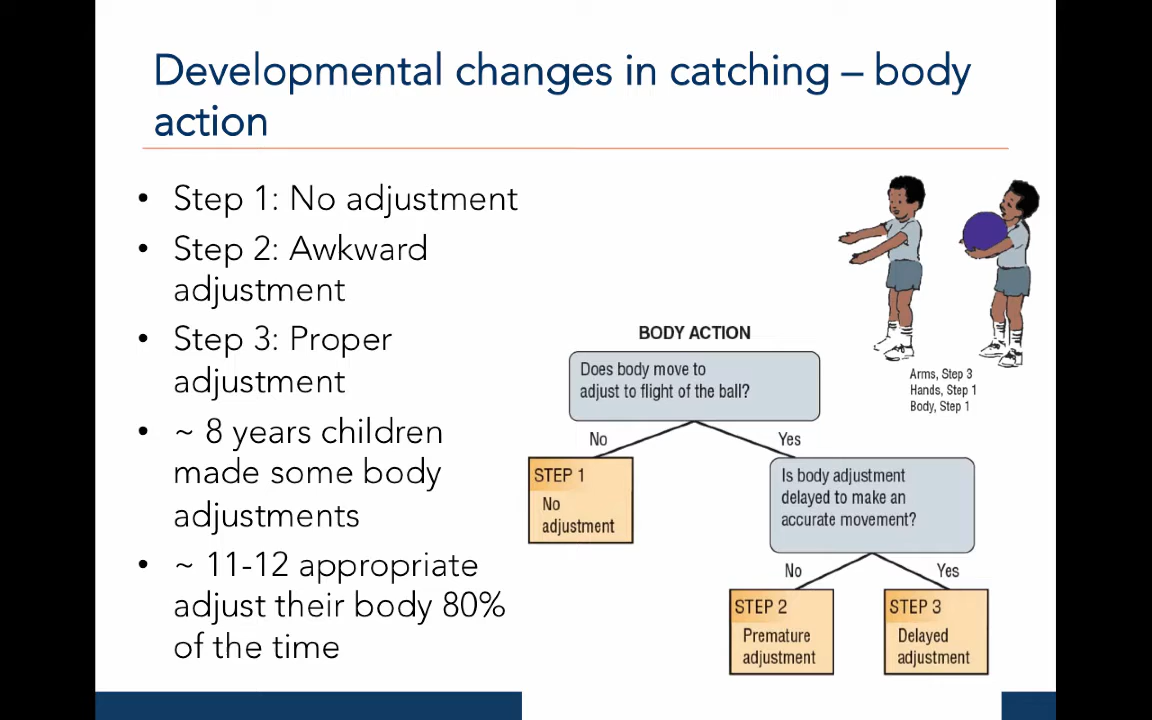 Developmental changes in catching – body
action
• Step 1: No adjustment
• Step 2: Awkward
adjustment
• Step 3: Proper
adjustment
• ~ 8 years children
made some body
adjustments
• ~ 11-12 appropriate
adjust their body 80%
of the time
Arms, Step 3
Hands, Step 1
Body, Step 1
BODY ACTION
Does body move to
adjust to flight of the ball?
No
Yes
STEP 1
No
adjustment
Is body adjustment
delayed to make an
accurate movement?
No
Yes
STEP 2
Premature
adjustment
STEP 3
Delayed
adjustment